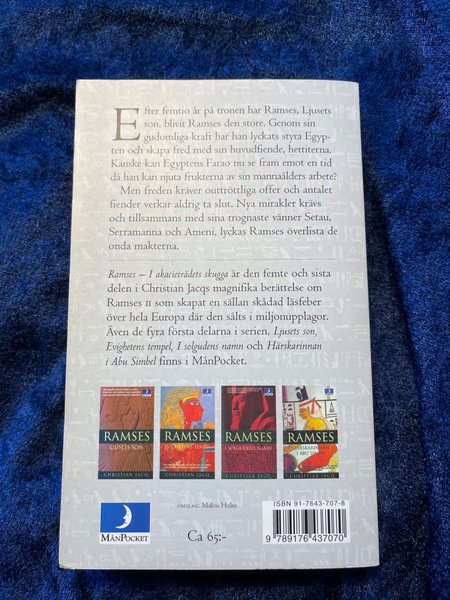 Efter femtio år på tronen har Ramses, Ljusets
son, blivit Ramses den store. Genom sin
gudomliga kraft har han lyckats styra Egyp-
ten och skapa fred med sin huvudfiende, hettiterna.
Kanske kan Egyptens Farao nu se fram emot en tid
då han kan njuta frukterna av sin mannaålders arbete?
Men freden kräver outtröttliga offer och antalet
fiender verkar aldrig ta slut. Nya mirakler krävs
och tillsammans med sina trognaste vänner Setau,
Serramanna och Ameni, lyckas Ramses överlista de
onda makterna.
Ramses – I akacieträdets skugga är den femte och sista
delen i Christian Jacqs magnifika berättelse om
Ramses II som skapat en sällan skådad läsfeber
över hela Europa där den sålts i miljonupplagor.
Även de fyra första delarna i serien, Ljusets son,
Evighetens tempel, I solgudens namn och Härskarinnan
i Abu Simbel finns i MånPocket.
RAMSES
LJUSETS SON
CHRISTIAN JACQ
RAMSES
CHRISTIAN JACQ
RAMSES
I SOLGUDENS NAMN
CHRISTIAN JACQ
RAMSES
HÄRSKARINNAN
I ABU SIMBEL
CHRISTIAN JACQ
MÅNPOCKET
OMSLAG: Malou Holm
Ca 65:-
ISBN 91-7643-707-8
9 789176 437070